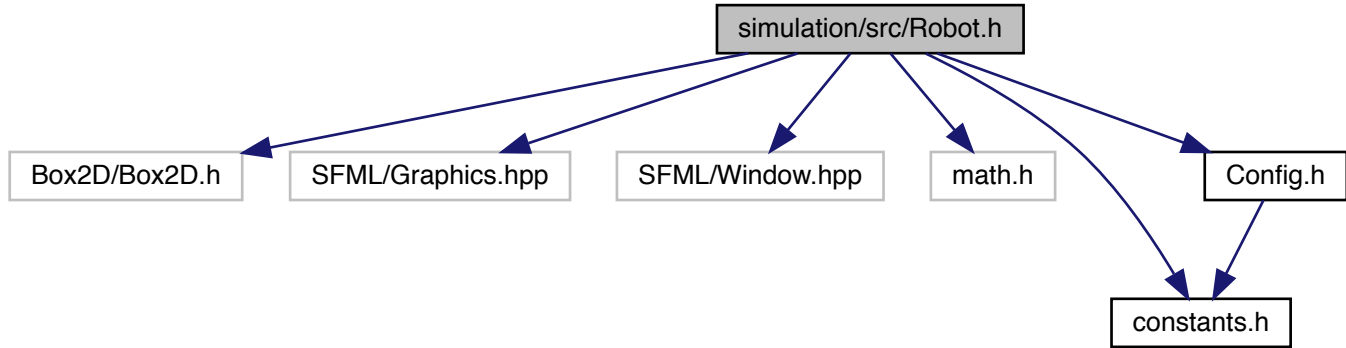 simulation/src/Robot.h
Box2D/Box2D.h
SFML/Graphics.hpp
SFML/Window.hpp
math.h
Config.h
constants.h